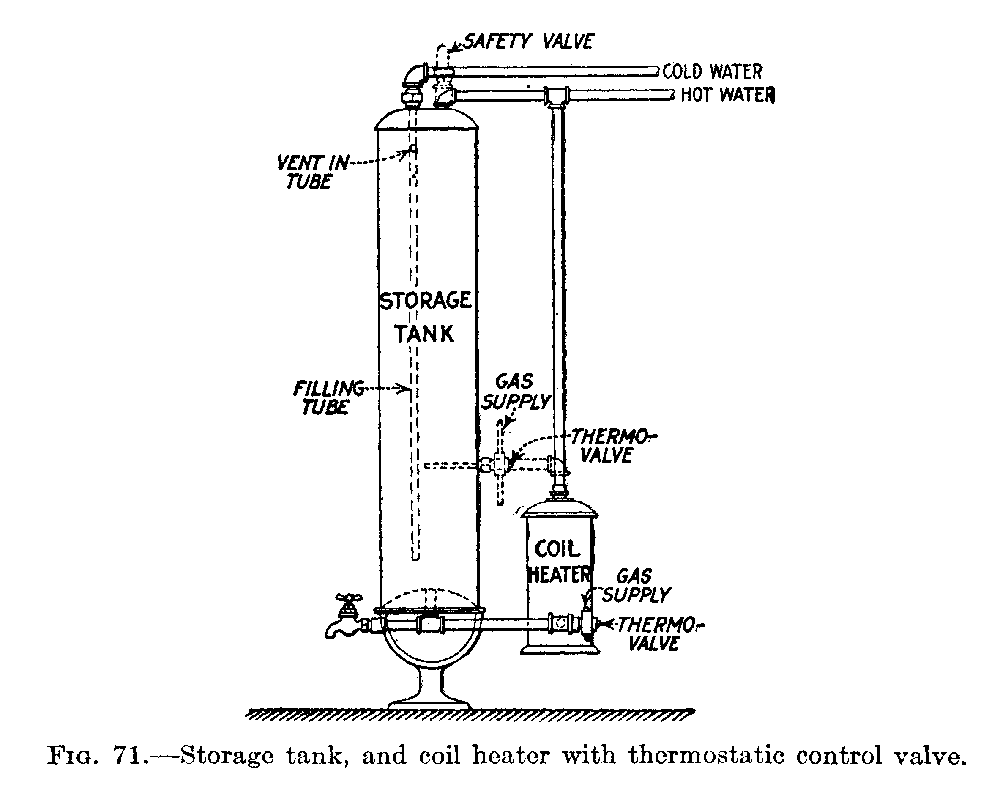 SAFETY VALVE
COLD WATER
HOT WATER
VENT IN
TUBE
STORAGE
TANK
FILLING
TUBE
GAS
SUPPLY
THERMO-
VALVE
COIL
HEATER
GAS
SUPPLY
THERMO-
VALVE
FIG. 71.—Storage tank, and coil heater with thermostatic control valve.